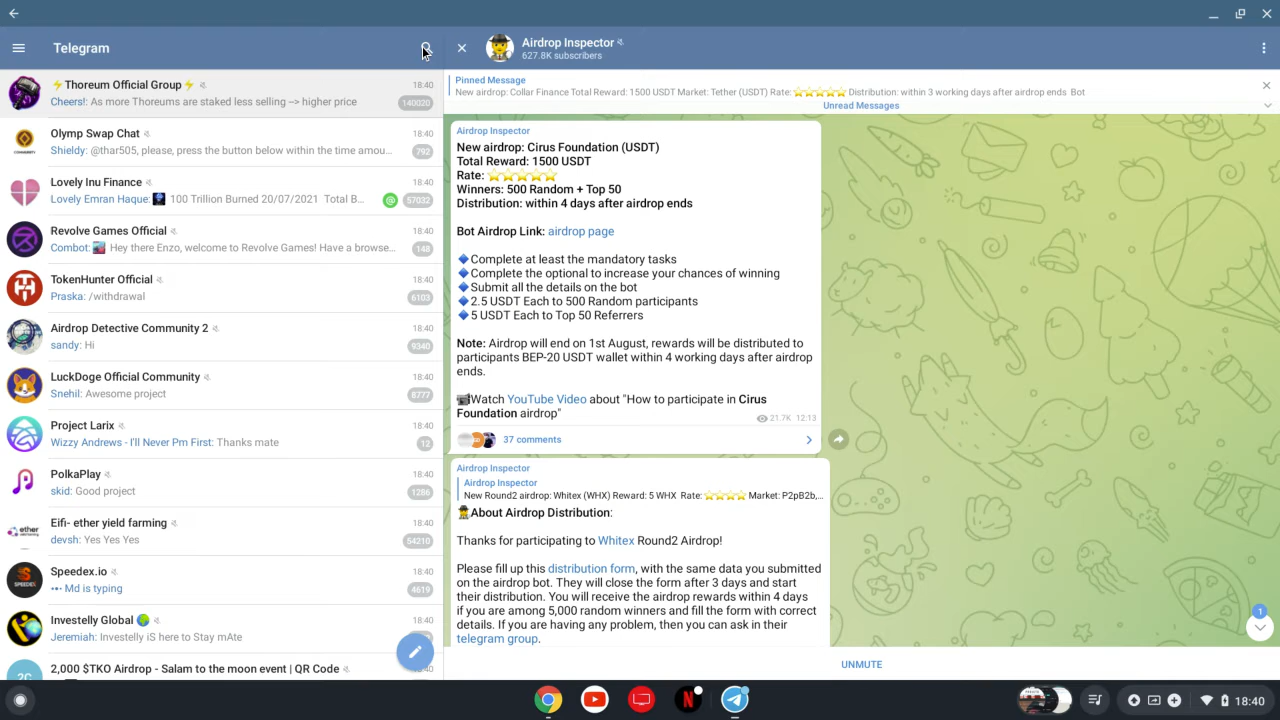 Telegram
⚡Thoreum Official Group⚡
18:40
Cheers!: As more Thoreums are staked less selling --> higher price
140020
Olymp Swap Chat
18:40
Shieldy: @thar505, please, press the button below within the time amou...
792
Lovely Inu Finance
18:40
Lovely Emran Haque: 100 Trillion Burned 20/07/2021 Total B...
@ 57032
Revolve Games Official
18:40
Combot: Hey there Enzo, welcome to Revolve Games! Have a browse...
148
TokenHunter Official
18:40
Praska: /withdrawal
6103
Airdrop Detective Community 2
18:40
sandy: Hi
9340
LuckDoge Official Community
18:40
Snehil: Awesome project
8777
Project Larix
18:40
Wizzy Andrews - I'll Never Pm First: Thanks mate
12
PolkaPlay
18:40
skid: Good project
1286
Eifi- ether yield farming
18:40
devsh: Yes Yes Yes
54210
Speedex.io
18:40
Md is typing
4619
Investelly Global
18:40
Jeremiah: Investelly iS here to Stay mAte
2,000 $TKO Airdrop - Salam to the moon event | QR Code
2C
Airdrop Inspector
627.8K subscribers
Pinned Message
New airdrop: Collar Finance Total Reward: 1500 USDT Market: Tether (USDT) Rate: ⭐⭐⭐⭐⭐ Distribution: within 3 working days after airdrop ends Bot
Unread Messages
Airdrop Inspector
New airdrop: Cirus Foundation (USDT)
Total Reward: 1500 USDT
Rate: ⭐⭐⭐⭐⭐
Winners: 500 Random + Top 50
Distribution: within 4 days after airdrop ends
Bot Airdrop Link: airdrop page
🔷Complete at least the mandatory tasks
🔷Complete the optional to increase your chances of winning
🔷Submit all the details on the bot
🔷2.5 USDT Each to 500 Random participants
🔷5 USDT Each to Top 50 Referrers
Note: Airdrop will end on 1st August, rewards will be distributed to
participants BEP-20 USDT wallet within 4 working days after airdrop
ends.
Watch YouTube Video about "How to participate in Cirus
Foundation airdrop"
21.7K 12:13
37 comments
Airdrop Inspector
Airdrop Inspector
New Round2 airdrop: Whitex (WHX) Reward: 5 WHX Rate: ⭐⭐⭐⭐ Market: P2pB2b,...
About Airdrop Distribution:
Thanks for participating to Whitex Round2 Airdrop!
Please fill up this distribution form, with the same data you submitted
on the airdrop bot. They will close the form after 3 days and start
their distribution. You will receive the airdrop rewards within 4 days
if you are among 5,000 random winners and fill the form with correct
details. If you are having any problem, then you can ask in their
telegram group.
1
UNMUTE
N
18:40